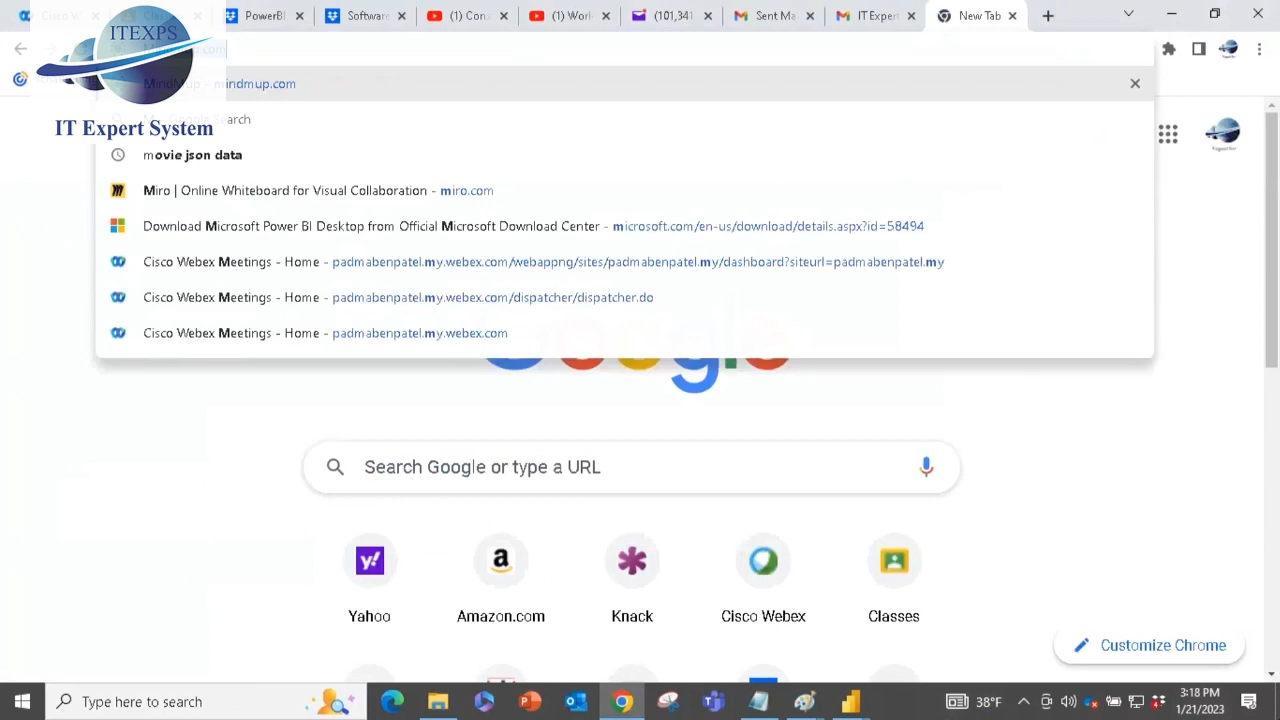 PowerBI
Software
(1) Con
(1) Worl
(101,341
Sent Ma
IT Expert
New Tab
ITEXPS
IT Expert System
MindMup - mindmup.com
Search
movie json data
Miro | Online Whiteboard for Visual Collaboration - miro.com
Download Microsoft Power BI Desktop from Official Microsoft Download Center - microsoft.com/en-us/download/details.aspx?id=58494
Cisco Webex Meetings - Home - padmabenpatel.my.webex.com/webappng/sites/padmabenpatel.my/dashboard?siteurl=padmabenpatel.my
Cisco Webex Meetings - Home - padmabenpatel.my.webex.com/dispatcher/dispatcher.do
Cisco Webex Meetings - Home - padmabenpatel.my.webex.com
Google
Search Google or type a URL
Yahoo
Amazon.com
Knack
Cisco Webex
Classes
Customize Chrome
Type here to search
38°F
3:18 PM
1/21/2023